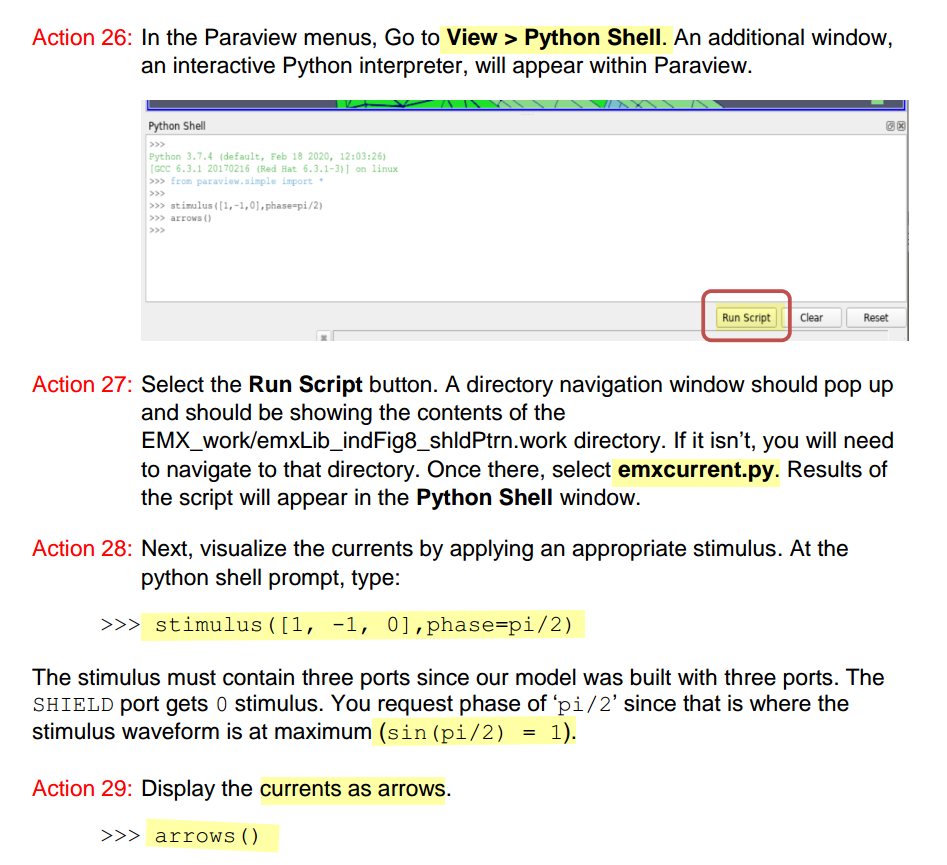 Action 26: In the Paraview menus, Go to View > Python Shell. An additional window,
an interactive Python interpreter, will appear within Paraview.
Python Shell
>>>
Python 3.7.4 (default, Feb 18 2020, 12:03:26)
[GCC 6.3.1 20170216 (Red Hat 6.3.1-3)] on linux
>>> from paraview.simple import *
>>>
>>> stimulus([1,-1,0],phase=pi/2)
>>> arrows()
>>>
Run Script Clear Reset
Action 27: Select the Run Script button. A directory navigation window should pop up
and should be showing the contents of the
EMX_work/emxLib_indFig8_shldPtrn.work directory. If it isn’t, you will need
to navigate to that directory. Once there, select emxcurrent.py. Results of
the script will appear in the Python Shell window.
Action 28: Next, visualize the currents by applying an appropriate stimulus. At the
python shell prompt, type:
>>> stimulus([1, -1, 0],phase=pi/2)
The stimulus must contain three ports since our model was built with three ports. The
SHIELD port gets 0 stimulus. You request phase of ‘pi/2’ since that is where the
stimulus waveform is at maximum (sin(pi/2) = 1).
Action 29: Display the currents as arrows.
>>> arrows()